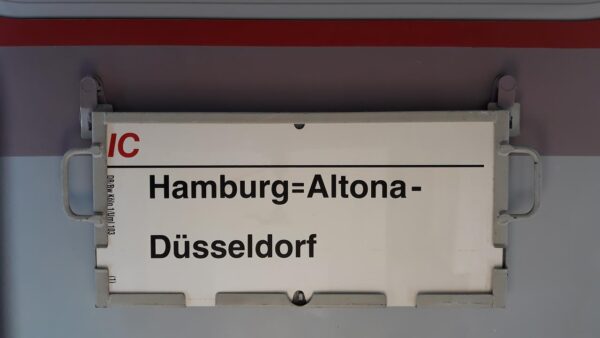 IC
Hamburg=Altona-
Düsseldorf